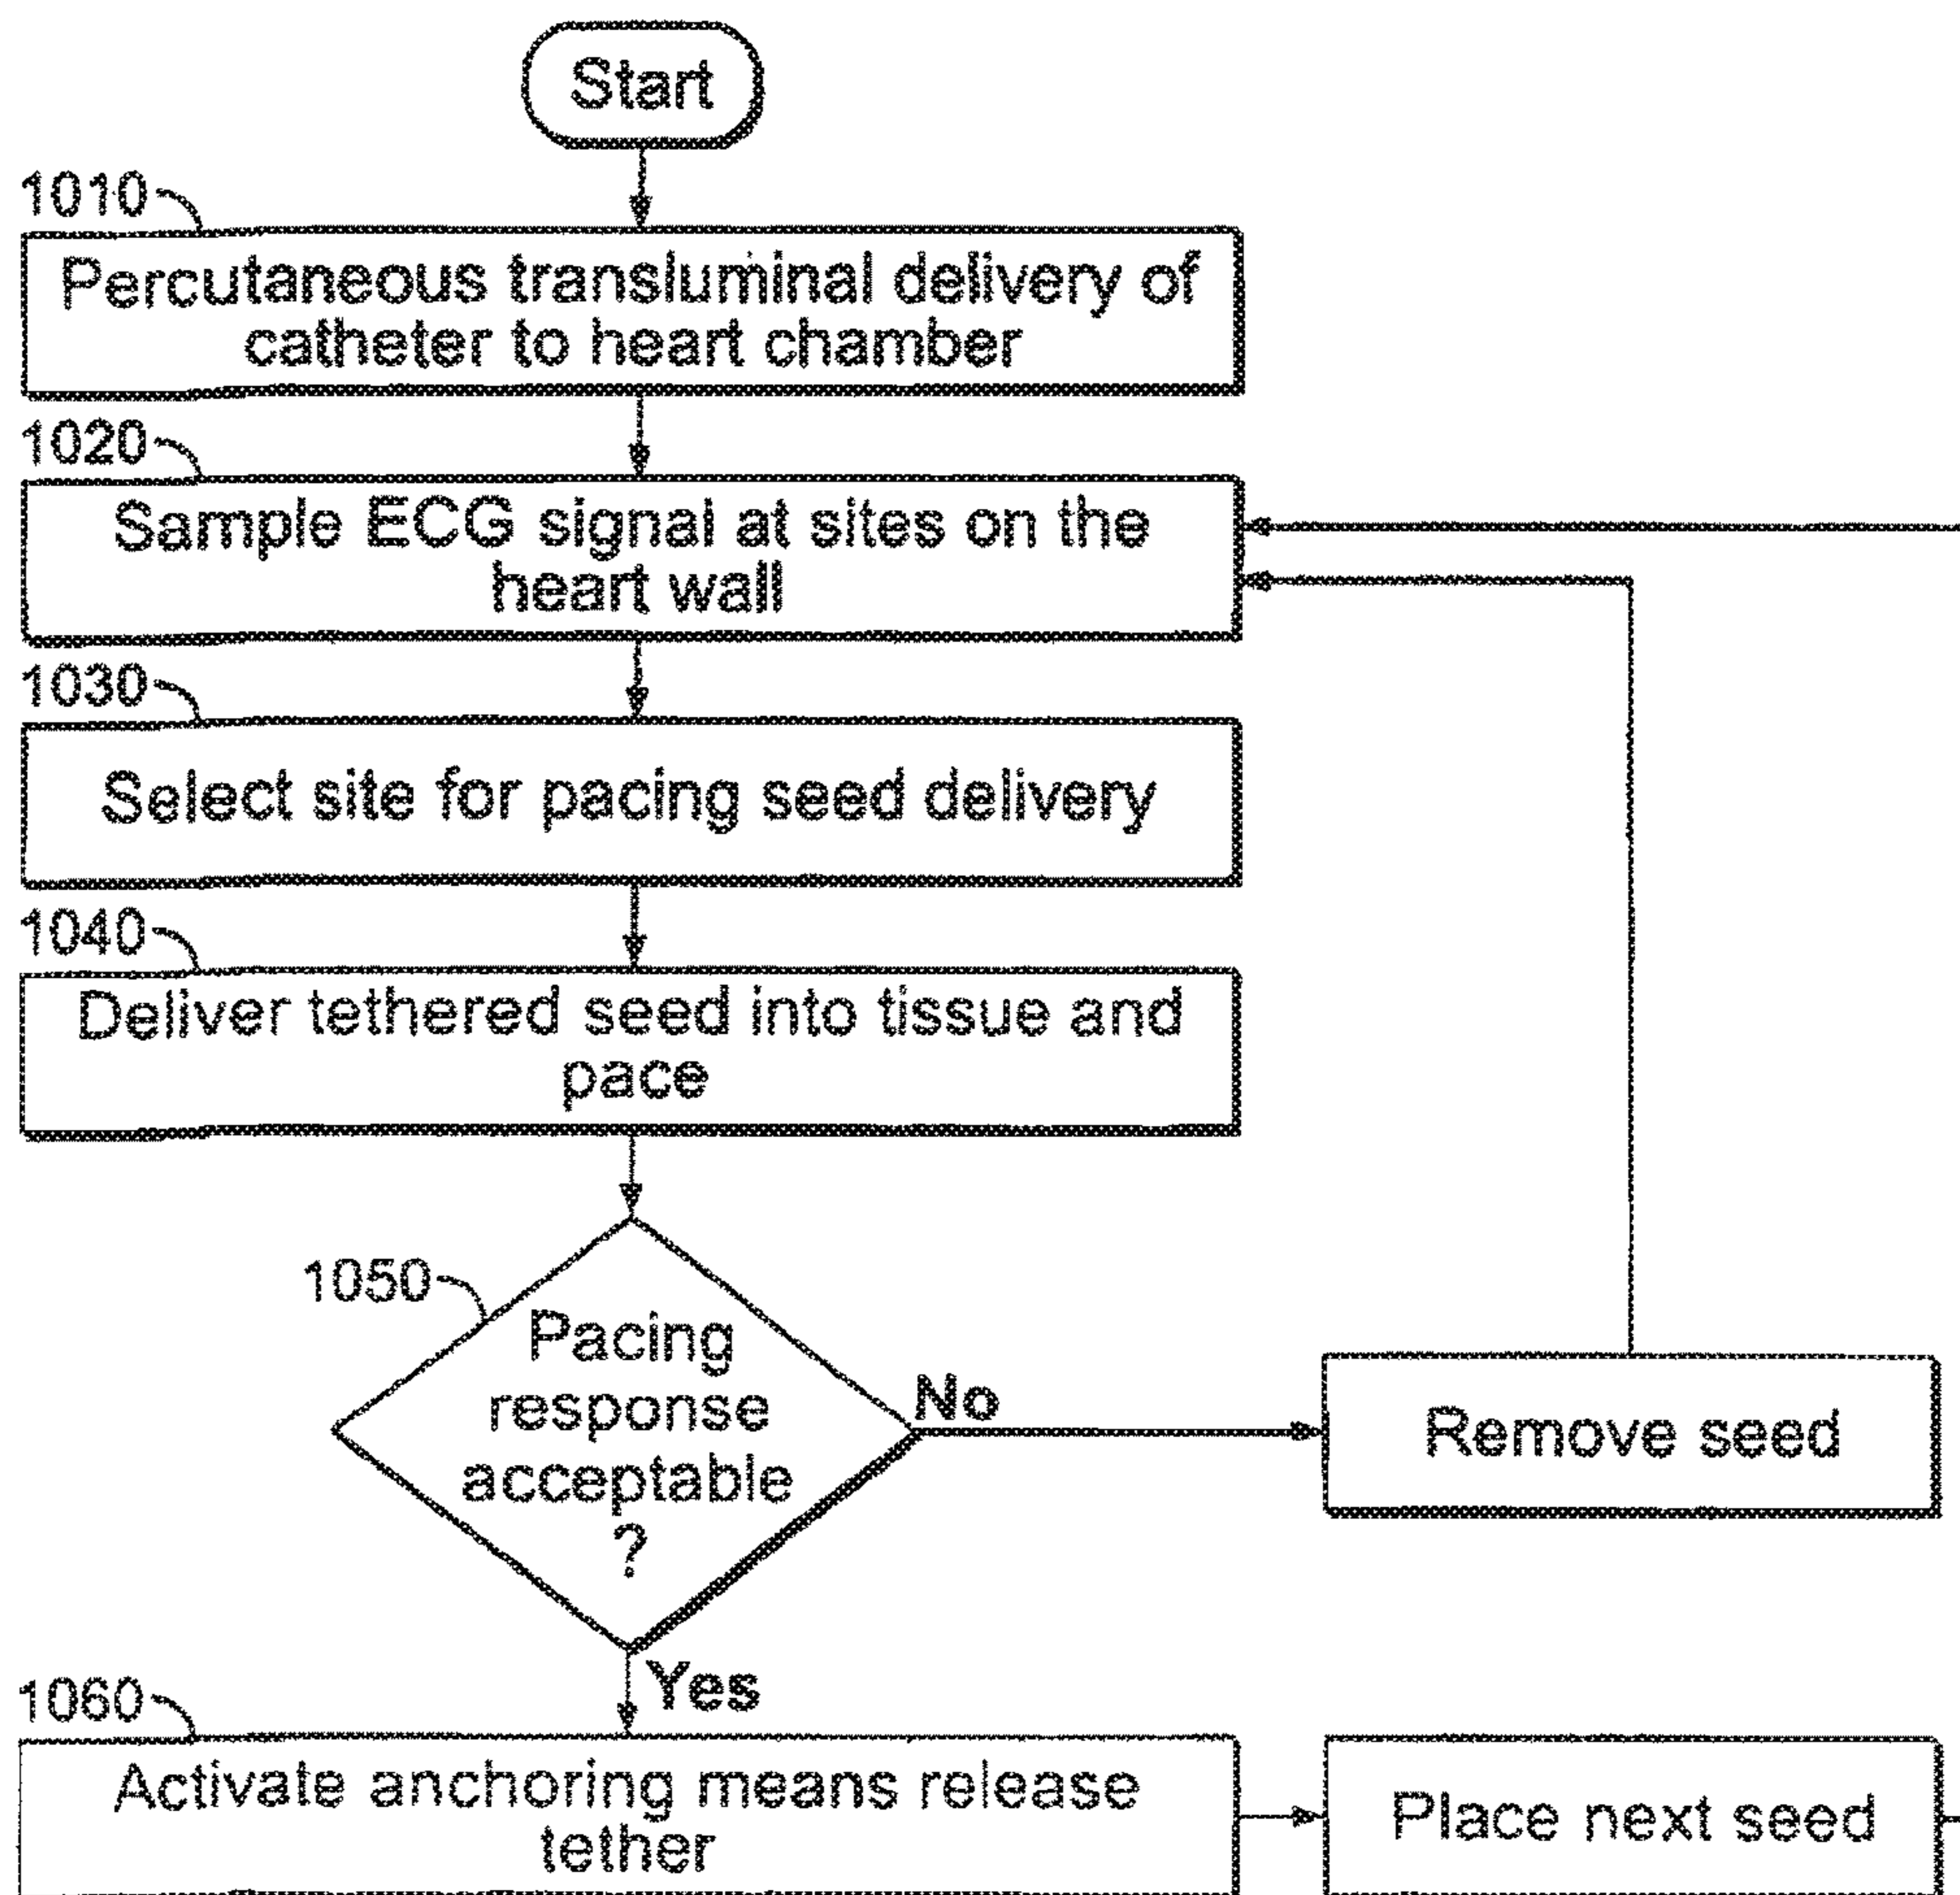 Start
1010
Percutaneous transluminal delivery of
catheter to heart chamber
1020
Sample ECG signal at sites on the
heart wall
1030
Select site for pacing seed delivery
1040
Deliver tethered seed into tissue and
pace
1050
Pacing
response
acceptable
?
No
Remove seed
Yes
1060
Activate anchoring means release
tether
Place next seed